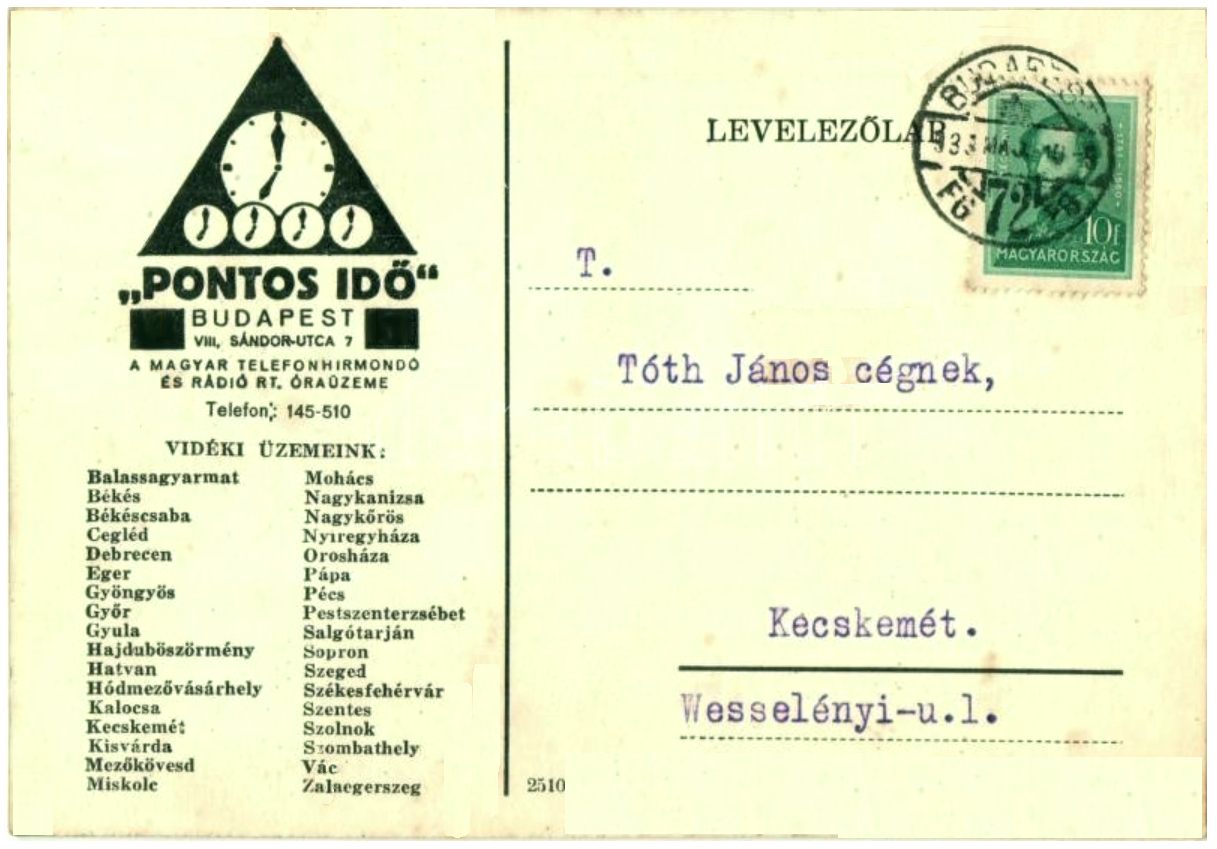 „PONTOS IDŐ“
BUDAPEST
VIII, SÁNDOR-UTCA 7
A MAGYAR TELEFONHIRMONDÓ
ÉS RÁDIÓ RT. ÓRAÜZEME
Telefon: 145-510
VIDÉKI ÜZEMEINK:
Balassagyarmat
Békés
Békéscsaba
Cegléd
Debrecen
Eger
Gyöngyös
Győr
Gyula
Hajduböszörmény
Hatvan
Hódmezővásárhely
Kalocsa
Kecskemét
Kisvárda
Mezőkövesd
Miskolc
Mohács
Nagykanizsa
Nagykőrös
Nyiregyháza
Orosháza
Pápa
Pécs
Pestszenterzsébet
Salgótarján
Sopron
Szeged
Székesfehérvár
Szentes
Szolnok
Szombathely
Vác
Zalaegerszeg
2510
LEVELEZŐLAP
BUDAPEST
72
10f
MAGYARORSZÁG
T.
Tóth János cégnek,
Kecskemét.
Wesselényi-u.l.